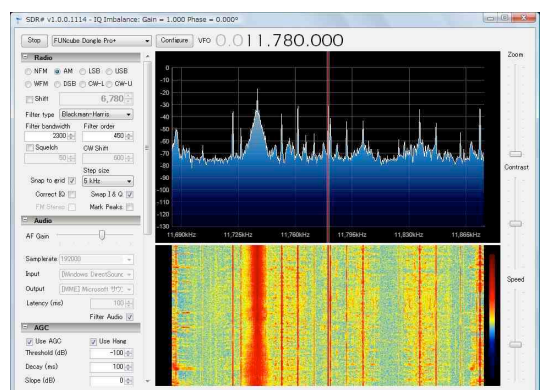 SDR# v1.0.0.1114 - IQ Imbalance: Gain = 1.000 Phase = 0.000°
Stop FUNcube Dongle Pro+ Configure VFO 0.011.780.000
Zoom
Radio
NFM AM LSB USB
WFM DSB CW-L CW-U
Shift 6,780
Filter type Blackman-Harris
Filter bandwidth Filter order
2300 450
Squelch CW Shift
50 600
Step size
Snap to grid 5 kHz
Correct IQ Swap I & Q
FM Stereo Mark Peaks
Audio
AF Gain
Samplerate 192000
Input [Windows DirectSound
Output [MME] Microsoft サウ
Latency (ms) 100
Filter Audio
AGC
Use AGC Use Hang
Threshold (dB) -100
Decay (ms) 100
Slope (dB) 0
0
-10
-20
-30
-40
-50
-60
-70
-80
-90
-100
-110
-120
-130
11.690kHz 11.725kHz 11.760kHz 11.795kHz 11.830kHz 11.865kHz
Contrast
Speed